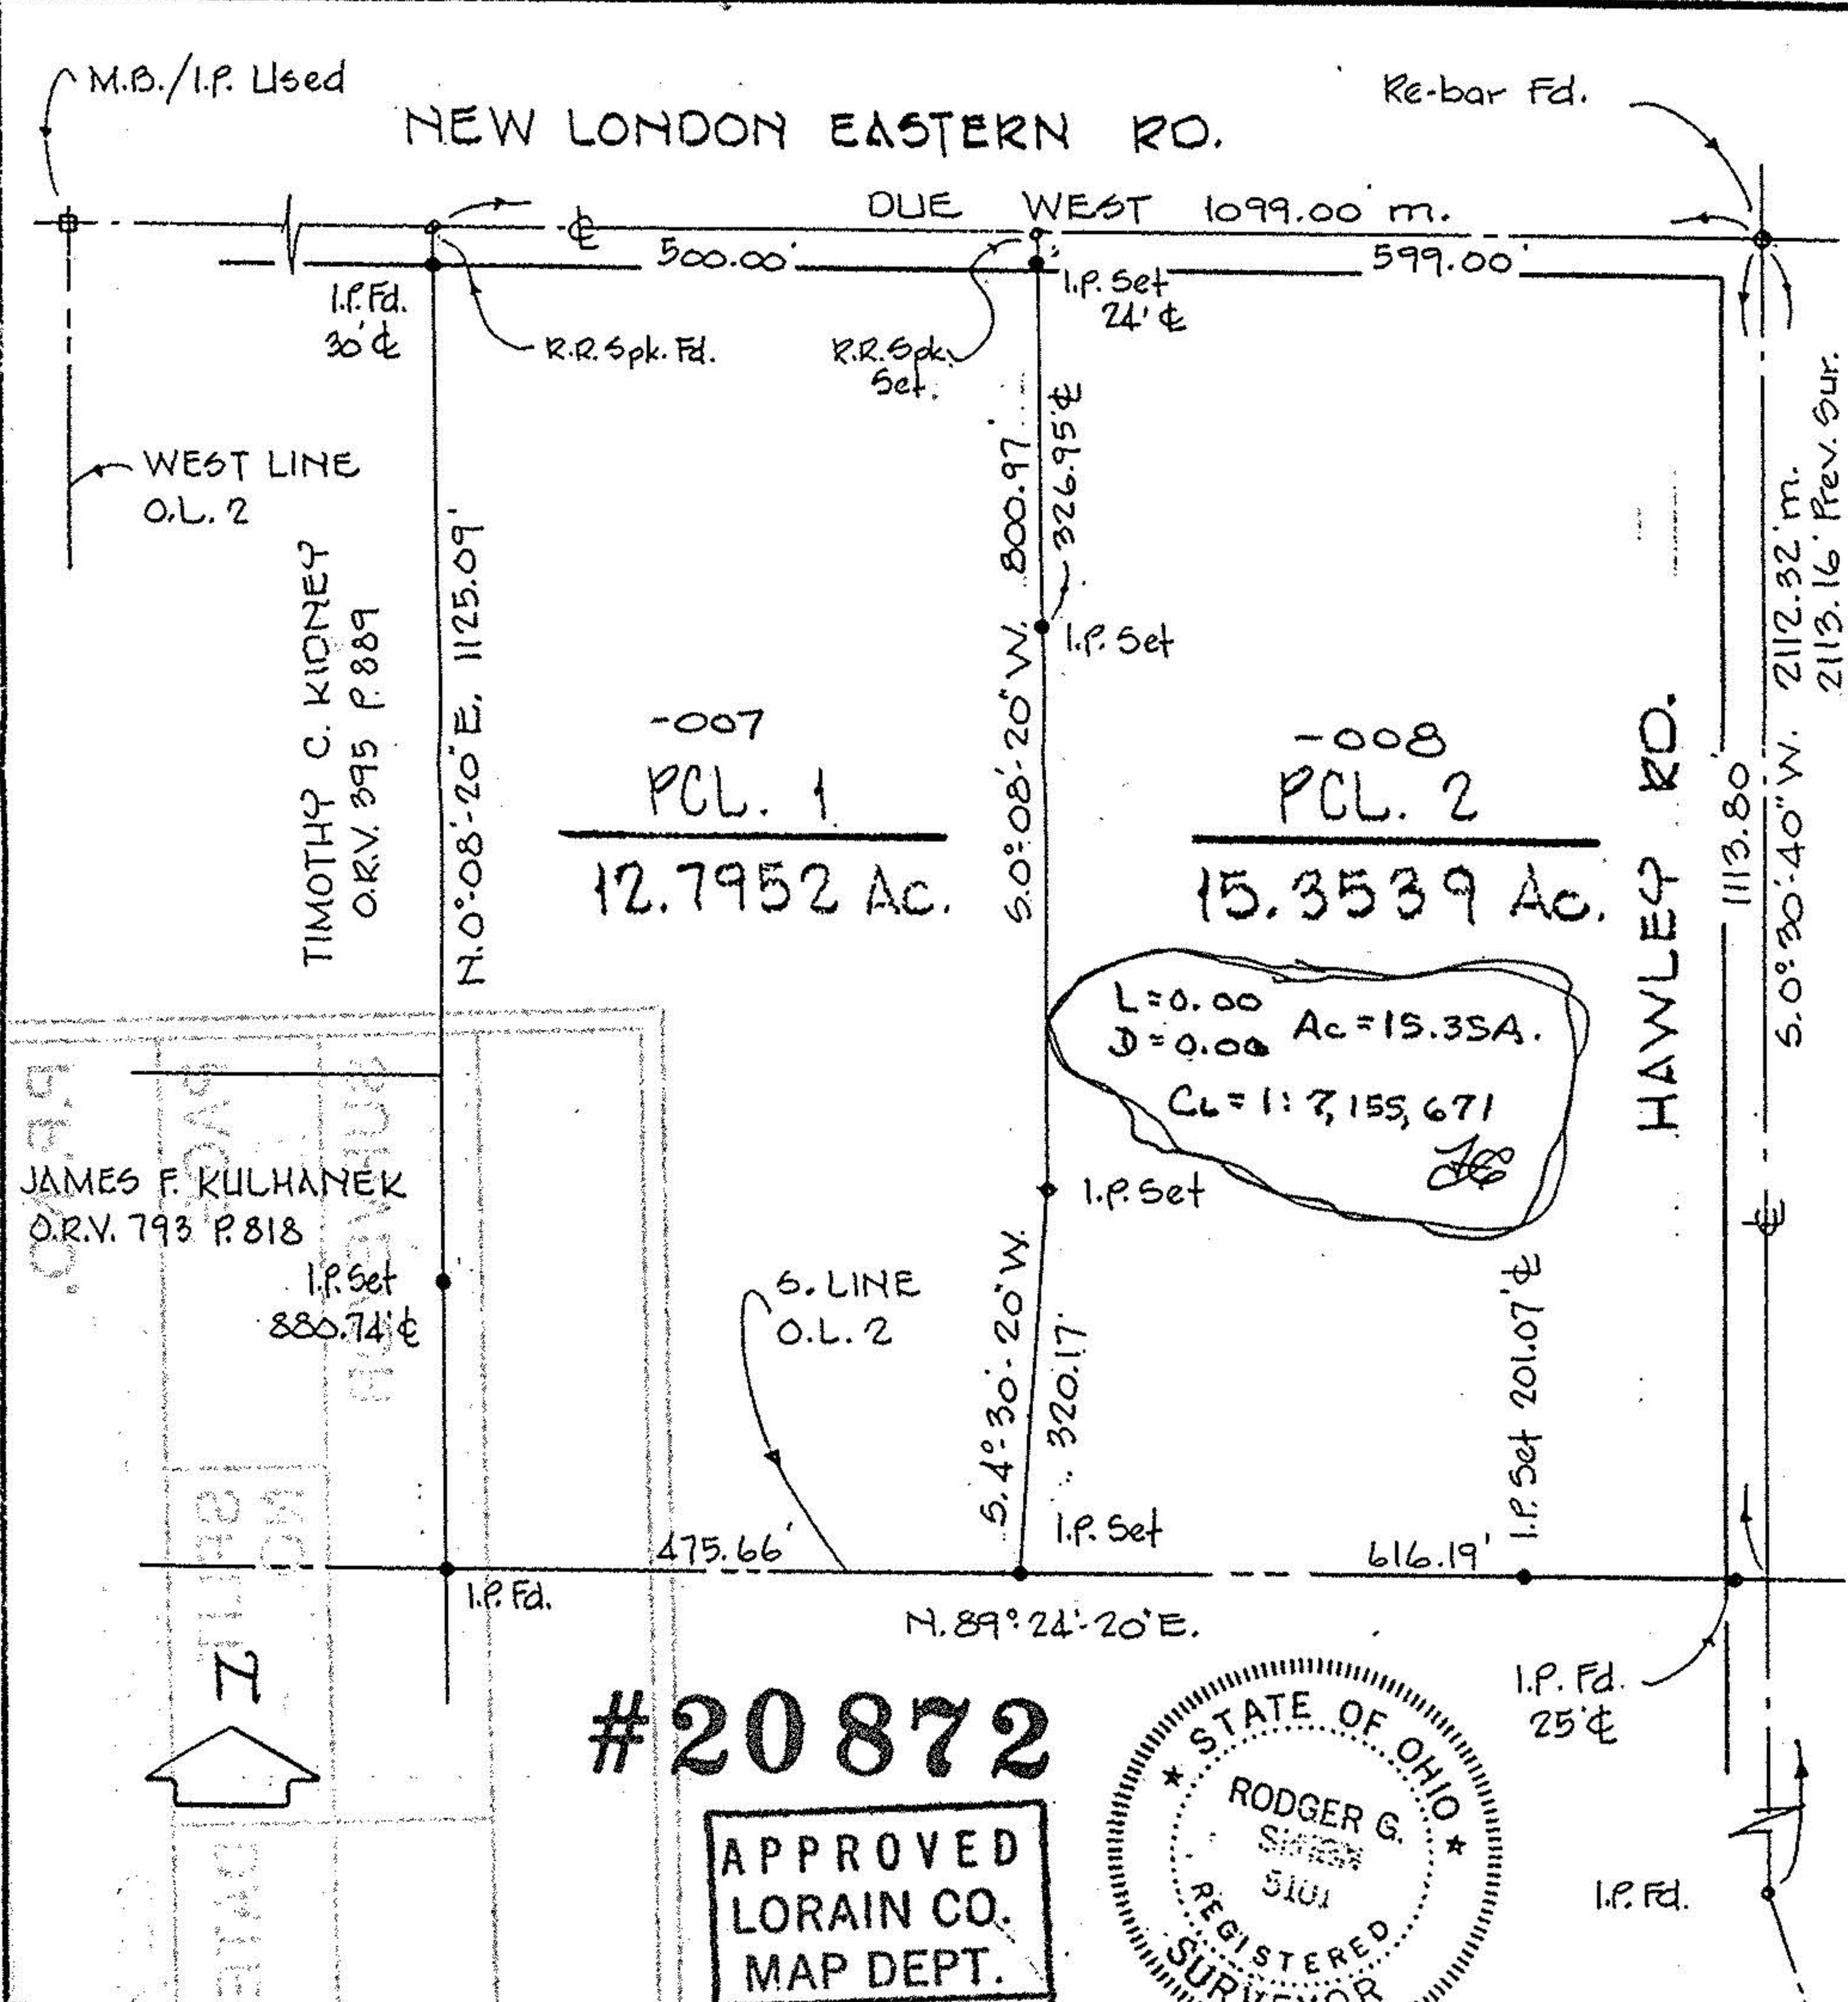 M.B./I.P. Used
NEW LONDON EASTERN RD.
Re-bar Fd.
DUE WEST 1099.00' m.
℄
500.00'
599.00'
I.P. Fd.
30' ℄
R.R. Spk. Fd.
R.R. Spk.
Set.
I.P. Set
24' ℄
WEST LINE
O.L. 2
TIMOTHY C. KIDNEY
O.R.V. 395 P. 889
N. 0°-08'-20" E. 1125.09'
S. 0°-08'-20" W. 800.97'
326.95' ℄
I.P. Set
-007
PCL. 1
12.7952 Ac.
-008
PCL. 2
15.3539 Ac.
HAWLEY RD.
1113.80'
S. 0°-30'-40" W. 2112.32' m.
2113.16' Prev. Sur.
℄
L = 0.00
D = 0.00
Ac = 15.35A.
CL = 1: 7,155,671
JAMES F. KULHANEK
O.R.V. 793 P. 818
I.P. Set
880.74' ℄
I.P. Set
S. LINE
O.L. 2
S. 4°-30'-20" W.
320.17'
I.P. Set
I.P. Set 201.07' ℄
475.66'
616.19'
I.P. Fd.
N. 89°-24'-20" E.
I.P. Fd.
25' ℄
N
#20872
APPROVED
LORAIN CO.
MAP DEPT.
STATE OF OHIO
RODGER G.
5101
REGISTERED
SURVEYOR
I.P. Fd.